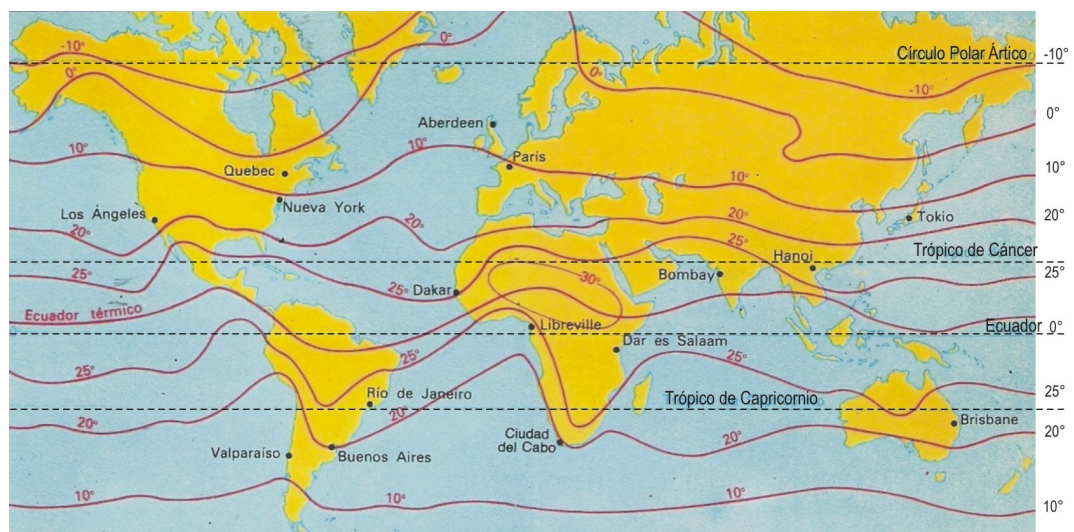 -10°
0°
Círculo Polar Ártico
-10°
0°
0°
-10°
0°
Aberdeen
10°
10°
París
10°
Quebec
10°
Nueva York
Los Ángeles
20°
20°
20°
Tokio
20°
25°
Trópico de Cáncer
Hanoi
25°
30°
Bombay
25°
25°
Dakar
Ecuador térmico
Libreville
Ecuador
0°
Dar es Salaam
25°
25°
25°
Río de Janeiro
Trópico de Capricornio
25°
20°
20°
Brisbane
20°
Ciudad
del Cabo
20°
Valparaíso
Buenos Aires
10°
10°
10°
10°